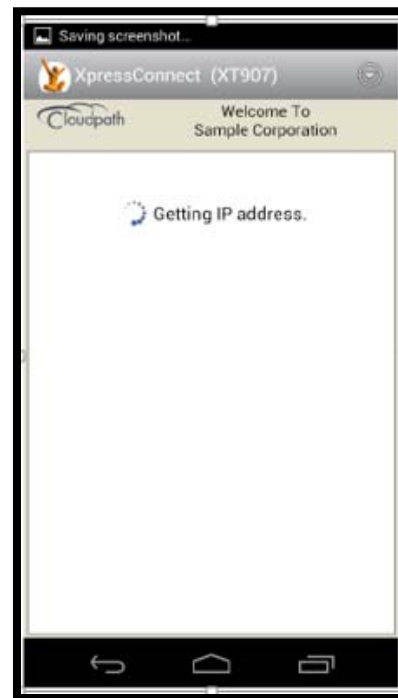 Saving screenshot...
XpressConnect (XT907)
Cloudpath
Welcome To
Sample Corporation
Getting IP address.